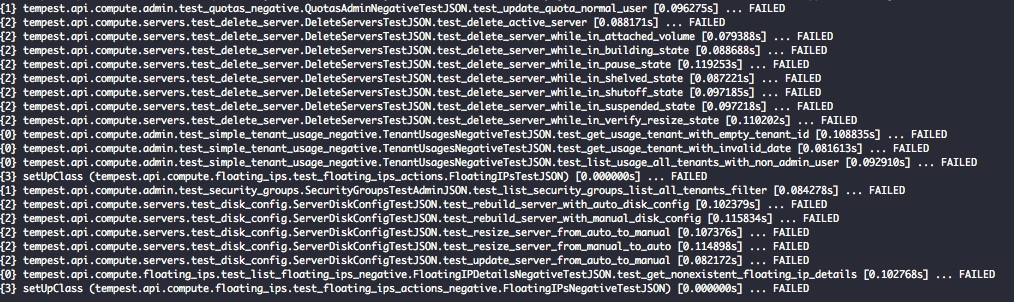 {1} tempest.api.compute.admin.test_quotas_negative.QuotasAdminNegativeTestJSON.test_update_quota_normal_user [0.096275s] ... FAILED
{2} tempest.api.compute.servers.test_delete_server.DeleteServersTestJSON.test_delete_active_server [0.088171s] ... FAILED
{2} tempest.api.compute.servers.test_delete_server.DeleteServersTestJSON.test_delete_server_while_in_attached_volume [0.079388s] ... FAILED
{2} tempest.api.compute.servers.test_delete_server.DeleteServersTestJSON.test_delete_server_while_in_building_state [0.088688s] ... FAILED
{2} tempest.api.compute.servers.test_delete_server.DeleteServersTestJSON.test_delete_server_while_in_pause_state [0.119253s] ... FAILED
{2} tempest.api.compute.servers.test_delete_server.DeleteServersTestJSON.test_delete_server_while_in_shelved_state [0.087221s] ... FAILED
{2} tempest.api.compute.servers.test_delete_server.DeleteServersTestJSON.test_delete_server_while_in_shutoff_state [0.097185s] ... FAILED
{2} tempest.api.compute.servers.test_delete_server.DeleteServersTestJSON.test_delete_server_while_in_suspended_state [0.097218s] ... FAILED
{2} tempest.api.compute.servers.test_delete_server.DeleteServersTestJSON.test_delete_server_while_in_verify_resize_state [0.110202s] ... FAILED
{0} tempest.api.compute.admin.test_simple_tenant_usage_negative.TenantUsagesNegativeTestJSON.test_get_usage_tenant_with_empty_tenant_id [0.108835s] ... FAILED
{0} tempest.api.compute.admin.test_simple_tenant_usage_negative.TenantUsagesNegativeTestJSON.test_get_usage_tenant_with_invalid_date [0.081613s] ... FAILED
{0} tempest.api.compute.admin.test_simple_tenant_usage_negative.TenantUsagesNegativeTestJSON.test_list_usage_all_tenants_with_non_admin_user [0.092910s] ... FAILED
{3} setUpClass (tempest.api.compute.floating_ips.test_floating_ips_actions.FloatingIPsTestJSON) [0.000000s] ... FAILED
{1} tempest.api.compute.admin.test_security_groups.SecurityGroupsTestAdminJSON.test_list_security_groups_list_all_tenants_filter [0.084278s] ... FAILED
{2} tempest.api.compute.servers.test_disk_config.ServerDiskConfigTestJSON.test_rebuild_server_with_auto_disk_config [0.102379s] ... FAILED
{2} tempest.api.compute.servers.test_disk_config.ServerDiskConfigTestJSON.test_rebuild_server_with_manual_disk_config [0.115834s] ... FAILED
{2} tempest.api.compute.servers.test_disk_config.ServerDiskConfigTestJSON.test_resize_server_from_auto_to_manual [0.107376s] ... FAILED
{2} tempest.api.compute.servers.test_disk_config.ServerDiskConfigTestJSON.test_resize_server_from_manual_to_auto [0.114898s] ... FAILED
{2} tempest.api.compute.servers.test_disk_config.ServerDiskConfigTestJSON.test_update_server_from_auto_to_manual [0.082172s] ... FAILED
{0} tempest.api.compute.floating_ips.test_list_floating_ips_negative.FloatingIPDetailsNegativeTestJSON.test_get_nonexistent_floating_ip_details [0.102768s] ... FAILED
{3} setUpClass (tempest.api.compute.floating_ips.test_floating_ips_actions_negative.FloatingIPsNegativeTestJSON) [0.000000s] ... FAILED